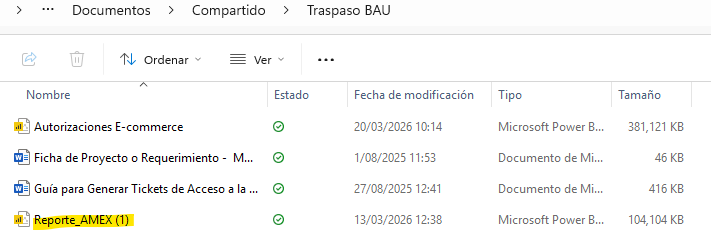 Documentos > Compartido > Traspaso BAU
Ordenar Ver
Nombre Estado Fecha de modificación Tipo Tamaño
Autorizaciones E-commerce 20/03/2026 10:14 Microsoft Power B... 381,121 KB
Ficha de Proyecto o Requerimiento - M... 1/08/2025 11:53 Documento de Mi... 46 KB
Guía para Generar Tickets de Acceso a la ... 27/08/2025 12:41 Documento de Mi... 416 KB
Reporte_AMEX (1) 13/03/2026 12:38 Microsoft Power B... 104,104 KB